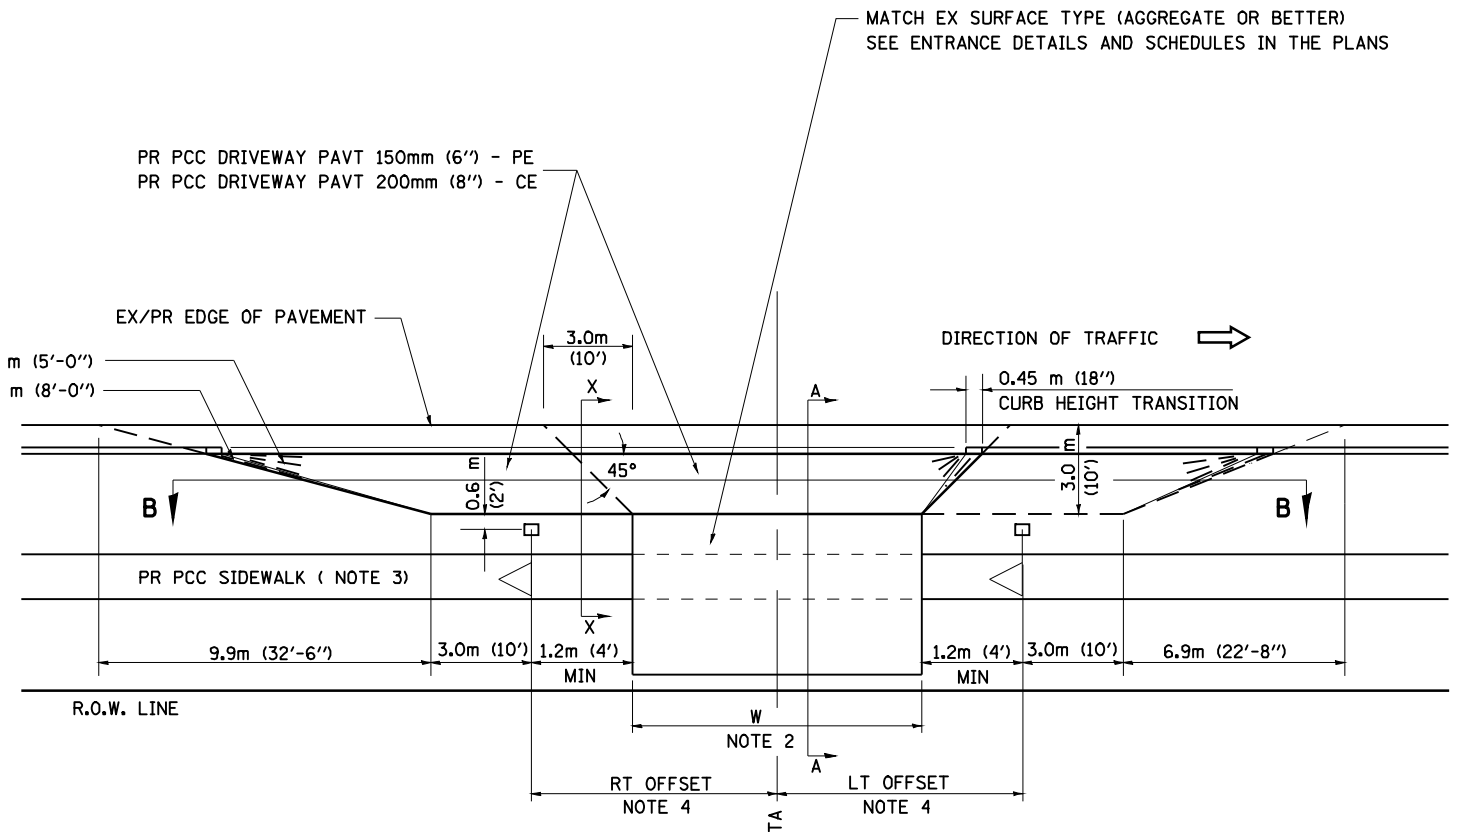 MATCH EX SURFACE TYPE (AGGREGATE OR BETTER)
SEE ENTRANCE DETAILS AND SCHEDULES IN THE PLANS
PR PCC DRIVEWAY PAVT 150mm (6'') - PE
PR PCC DRIVEWAY PAVT 200mm (8'') - CE
EX/PR EDGE OF PAVEMENT
3.0m
(10')
DIRECTION OF TRAFFIC
m (5'-0'')
m (8'-0'')
X
A
0.45 m (18'')
CURB HEIGHT TRANSITION
45°
0.6 m
(2')
3.0 m
(10')
B
B
PR PCC SIDEWALK ( NOTE 3)
X
9.9m (32'-6'')
3.0m (10')
1.2m (4')
MIN
1.2m (4')
MIN
3.0m (10')
6.9m (22'-8'')
R.O.W. LINE
W
NOTE 2
A
RT OFFSET
NOTE 4
LT OFFSET
NOTE 4
TA